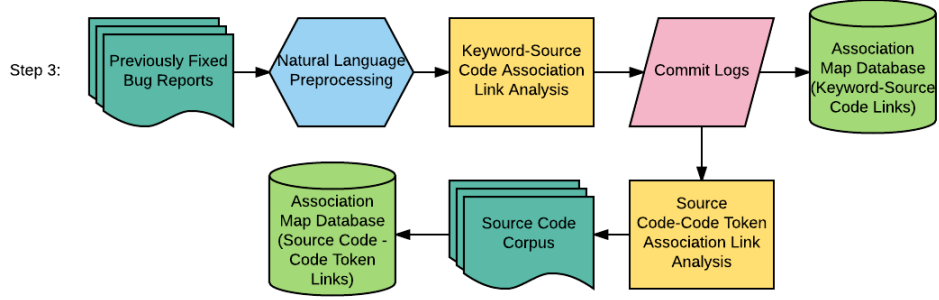 Step 3:
Previously Fixed
Bug Reports
Natural Language
Preprocessing
Keyword-Source
Code Association
Link Analysis
Commit Logs
Association
Map Database
(Keyword-Source
Code Links)
Association
Map Database
(Source Code -
Code Token
Links)
Source Code
Corpus
Source
Code-Code Token
Association Link
Analysis